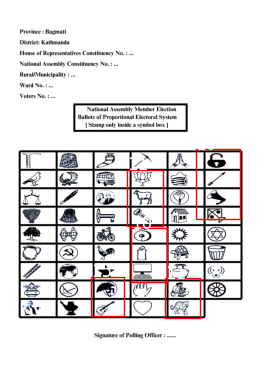 Province : Bagmati
District: Kathmandu
House of Representatives Constituency No. : ...
National Assembly Constituency No. : ...
Rural/Municipality : ...
Ward No. : ...
Voters No. : ...
National Assembly Member Election
Ballots of Proportional Electoral System
[ Stamp only inside a symbol box ]
Signature of Polling Officer : ......